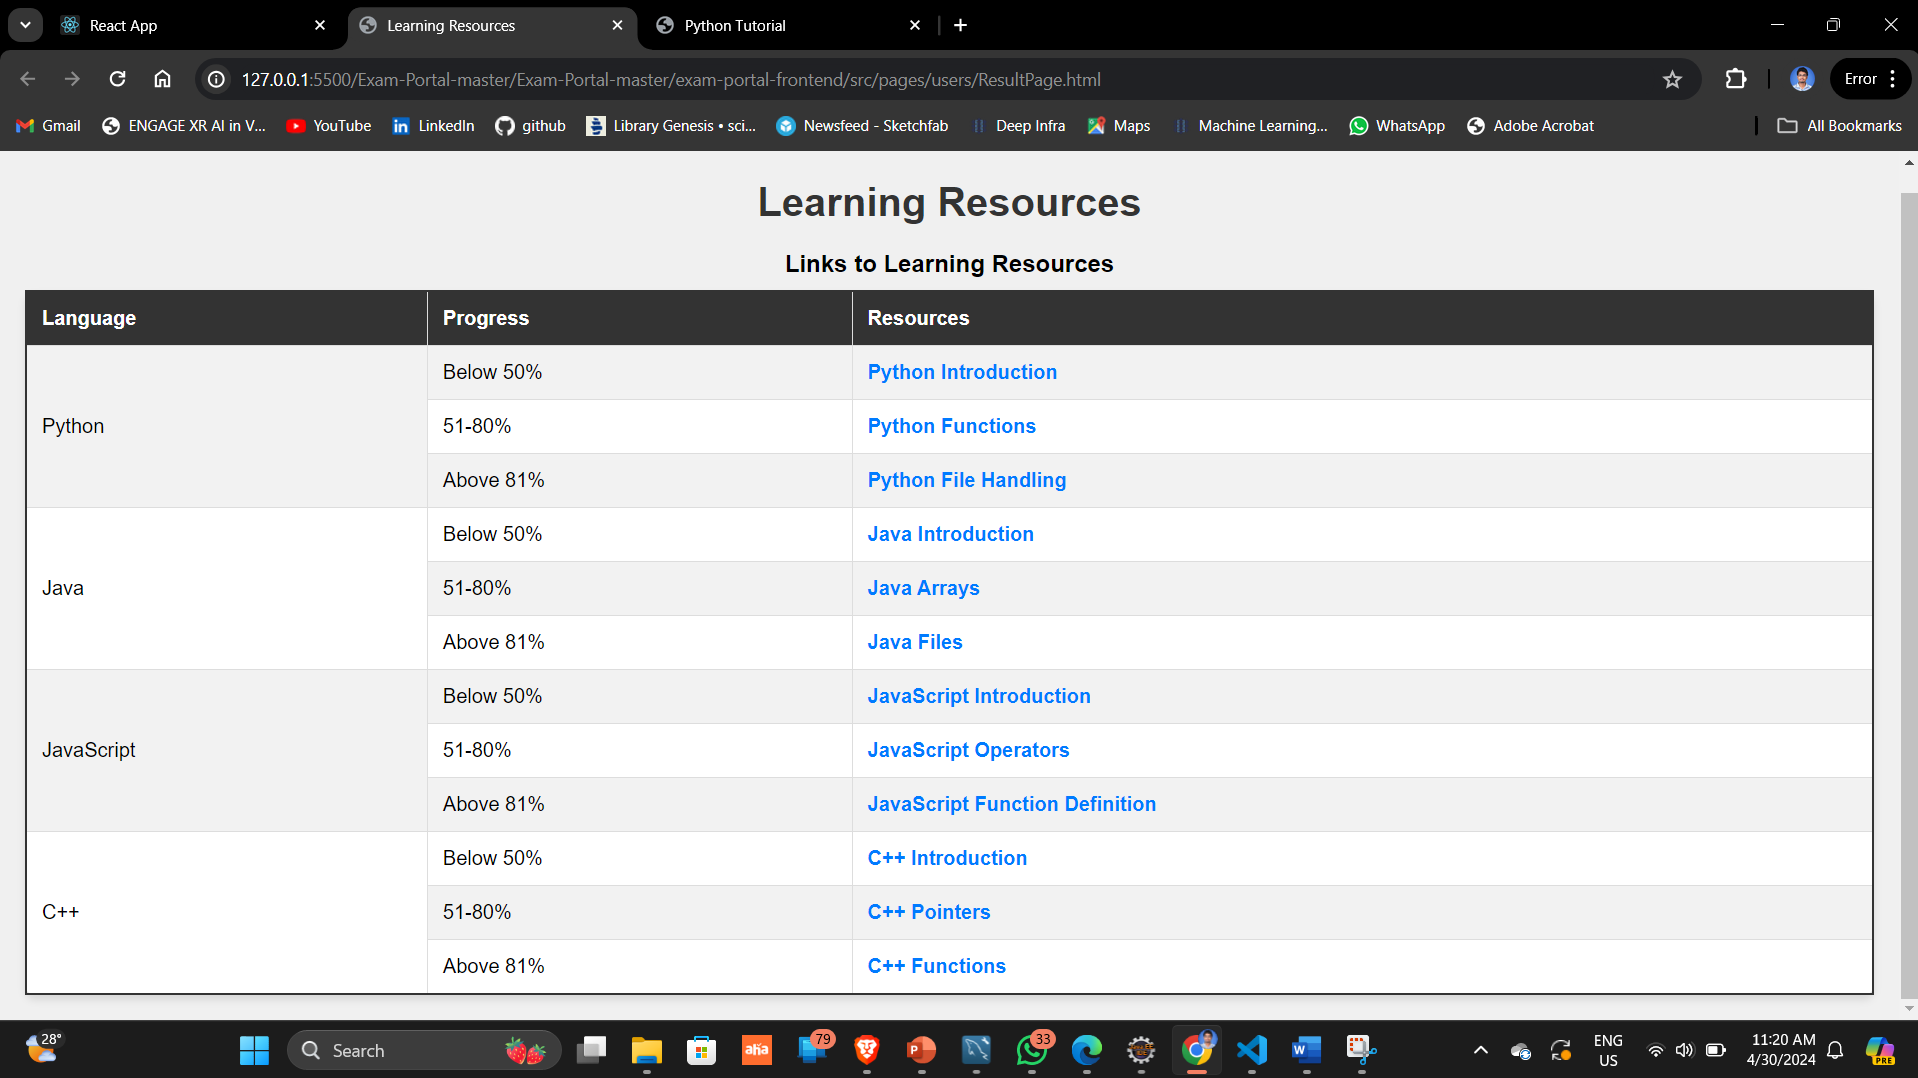 React App
Learning Resources
Python Tutorial
127.0.0.1:5500/Exam-Portal-master/Exam-Portal-master/exam-portal-frontend/src/pages/users/ResultPage.html
Error
Gmail
ENGAGE XR AI in V...
YouTube
LinkedIn
github
Library Genesis • sci...
Newsfeed - Sketchfab
Deep Infra
Maps
Machine Learning...
WhatsApp
Adobe Acrobat
All Bookmarks
Learning Resources
Links to Learning Resources
Language Progress Resources
Below 50% Python Introduction
Python 51-80% Python Functions
Above 81% Python File Handling
Below 50% Java Introduction
Java 51-80% Java Arrays
Above 81% Java Files
Below 50% JavaScript Introduction
JavaScript 51-80% JavaScript Operators
Above 81% JavaScript Function Definition
Below 50% C++ Introduction
C++ 51-80% C++ Pointers
Above 81% C++ Functions
28°
Search
aha
79
P
33
W
ENG
US
11:20 AM
4/30/2024
PRE